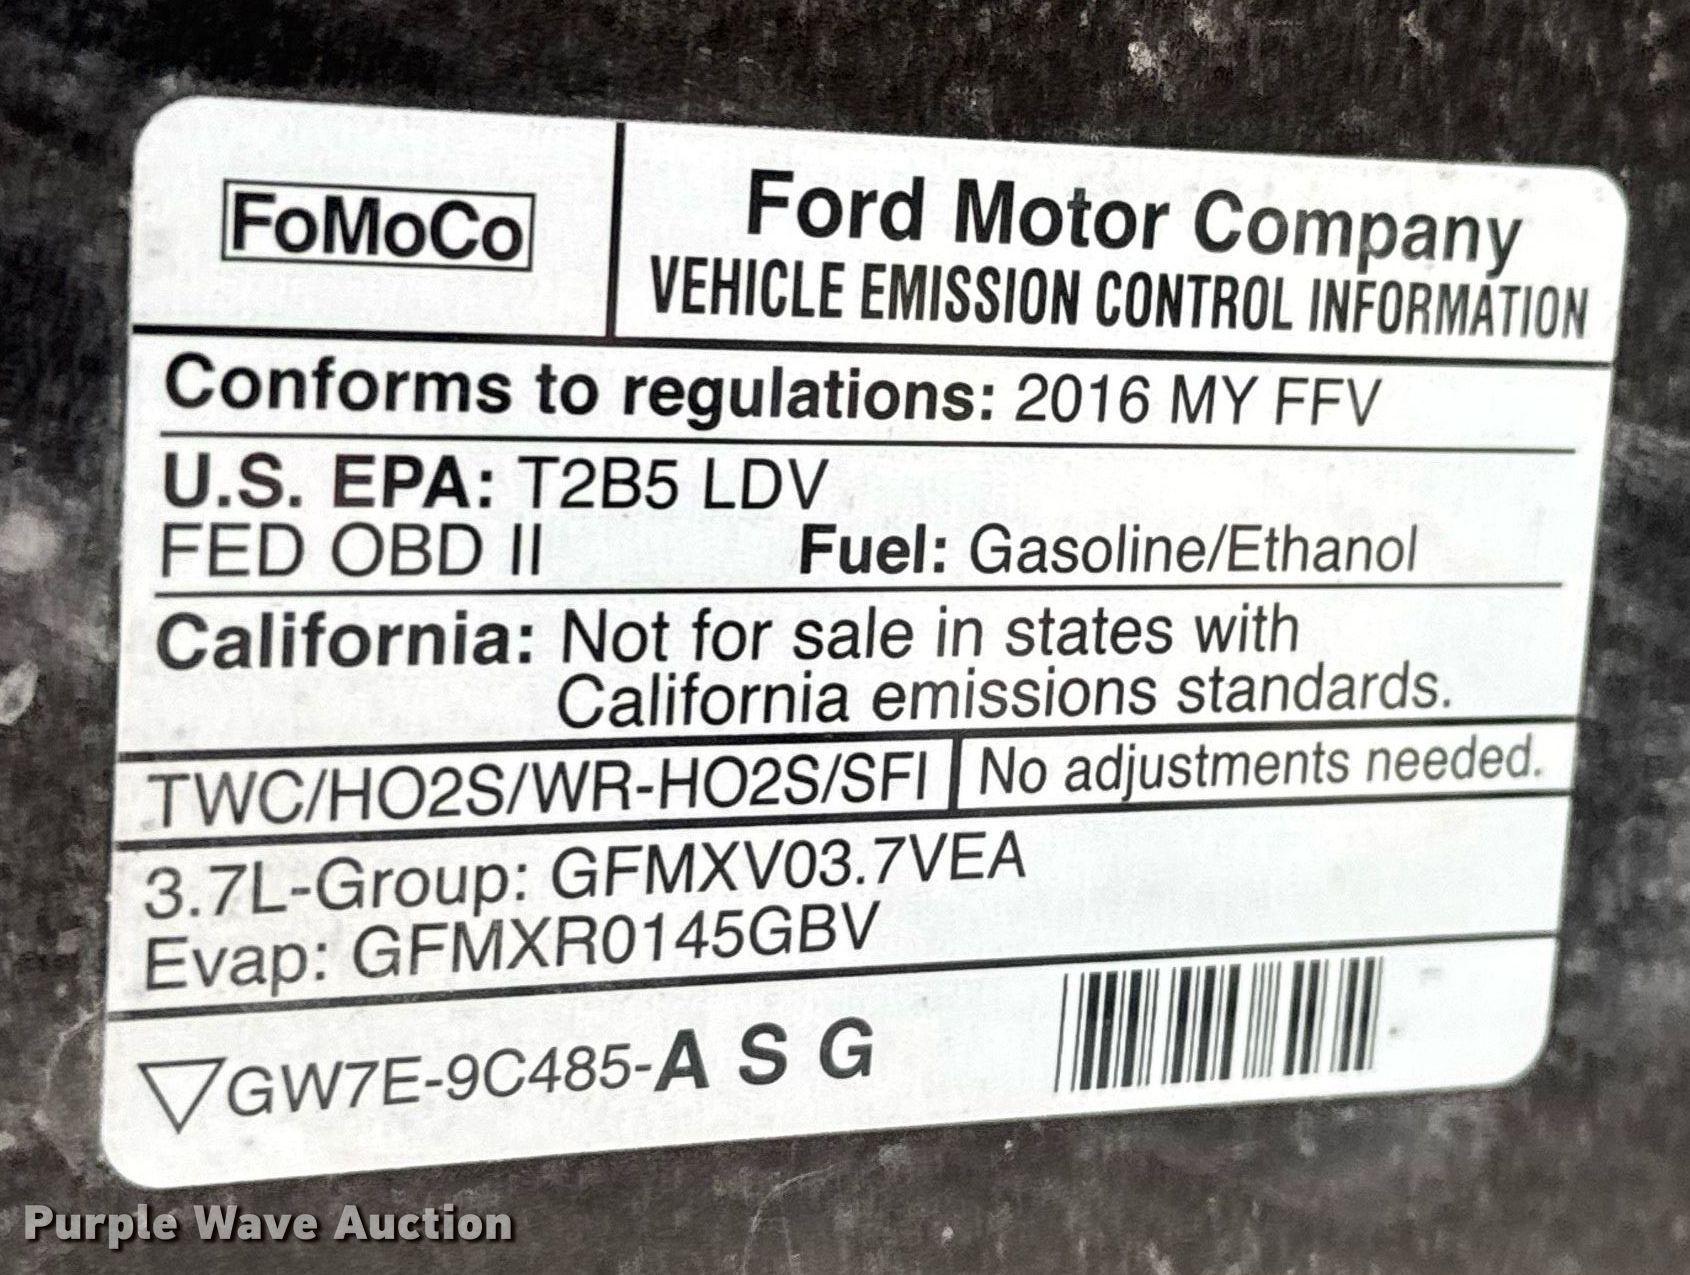 FoMoCo
Ford Motor Company
VEHICLE EMISSION CONTROL INFORMATION
Conforms to regulations: 2016 MY FFV
U.S. EPA: T2B5 LDV
FED OBD II Fuel: Gasoline/Ethanol
California: Not for sale in states with
California emissions standards.
TWC/HO2S/WR-HO2S/SFI No adjustments needed.
3.7L-Group: GFMXV03.7VEA
Evap: GFMXR0145GBV
GW7E-9C485-A S G
Purple Wave Auction